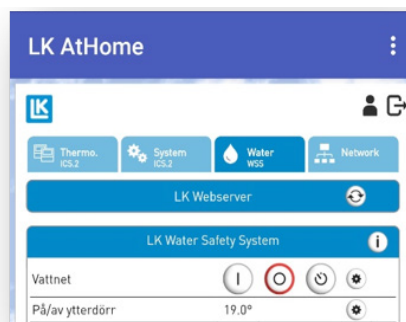 LK AtHome
LK
Thermo.
ICS.2
System
ICS.2
Water
WSS
Network
LK Webserver
LK Water Safety System
i
Vattnet
På/av ytterdörr 19.0°